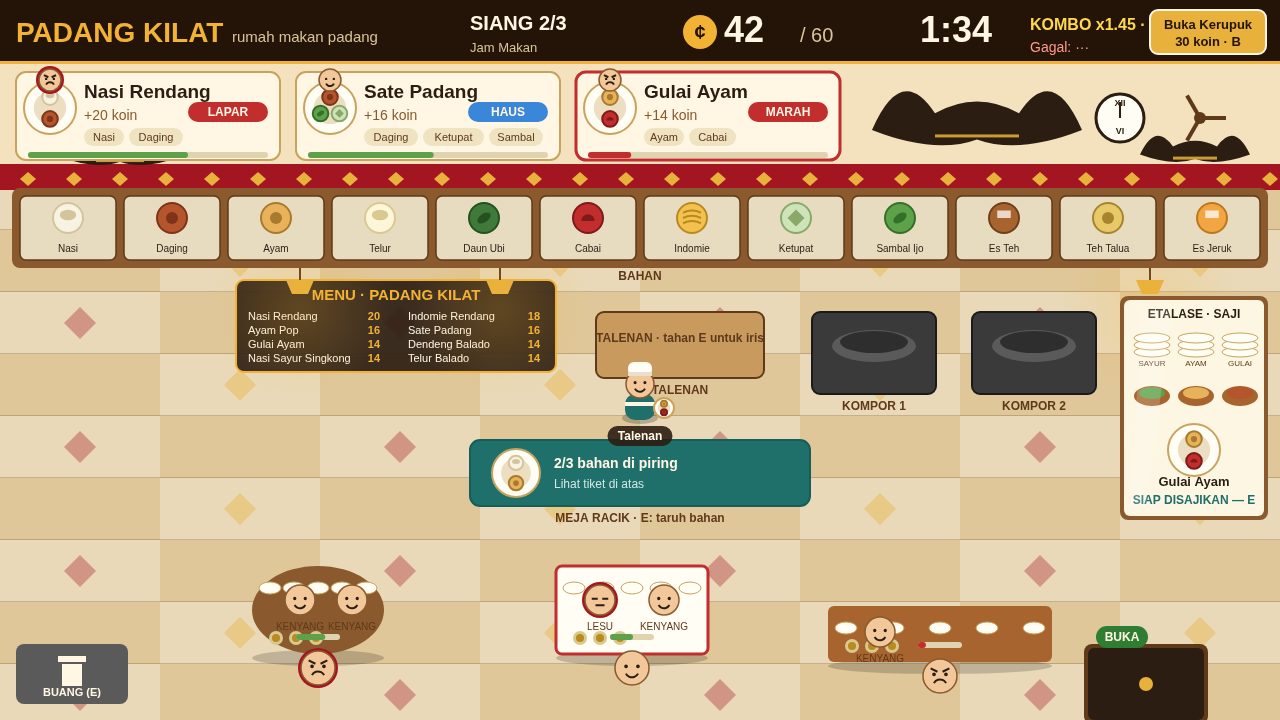 PADANG KILAT rumah makan padang
SIANG 2/3
Jam Makan
¢ 42 / 60
1:34
KOMBO x1.45 ·
Gagal: ···
Buka Kerupuk
30 koin · B
Nasi Rendang
+20 koin
LAPAR
Nasi Daging
Sate Padang
+16 koin
HAUS
Daging Ketupat Sambal
Gulai Ayam
+14 koin
MARAH
Ayam Cabai
XII
VI
Nasi Daging Ayam Telur Daun Ubi Cabai Indomie Ketupat Sambal Ijo Es Teh Teh Talua Es Jeruk
BAHAN
MENU · PADANG KILAT
Nasi Rendang 20 Indomie Rendang 18
Ayam Pop 16 Sate Padang 16
Gulai Ayam 14 Dendeng Balado 14
Nasi Sayur Singkong 14 Telur Balado 14
TALENAN · tahan E untuk iris
TALENAN
KOMPOR 1
KOMPOR 2
ETALASE · SAJI
SAYUR AYAM GULAI
Gulai Ayam
SIAP DISAJIKAN — E
Talenan
2/3 bahan di piring
Lihat tiket di atas
MEJA RACIK · E: taruh bahan
KENYANG KENYANG
LESU KENYANG
KENYANG
BUKA
BUANG (E)